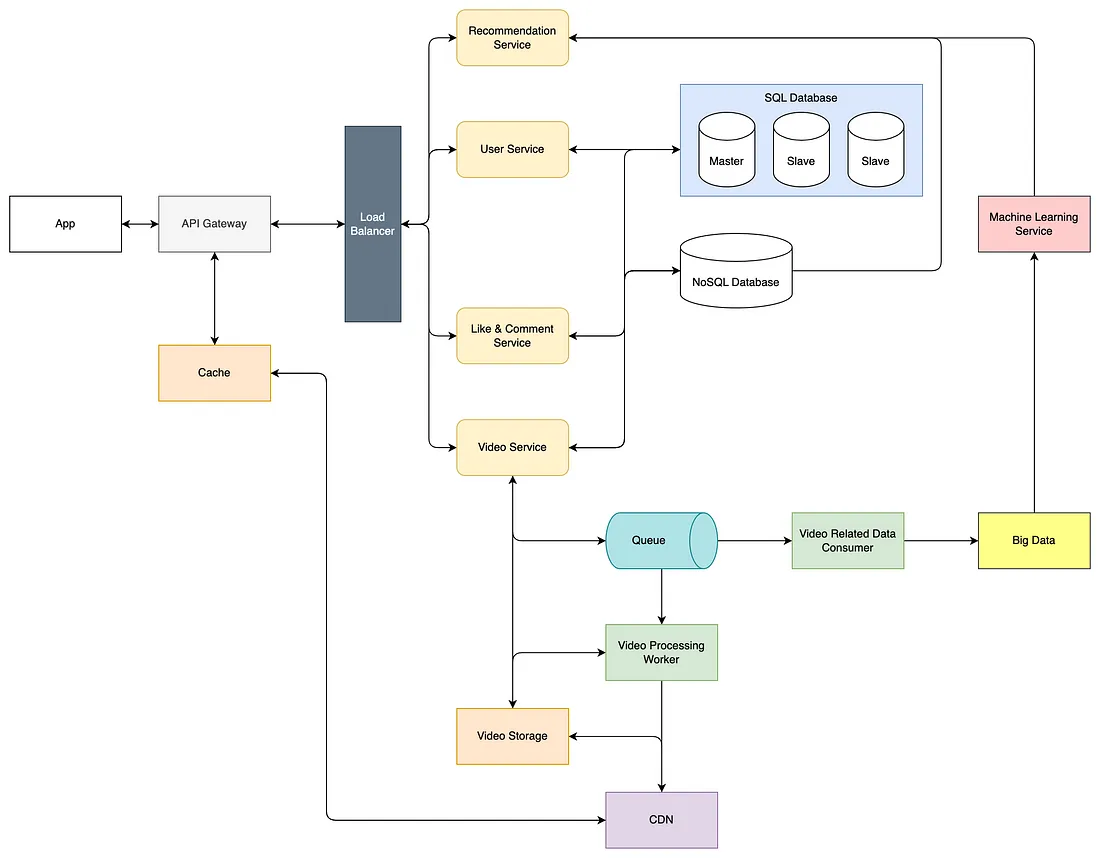 Recommendation
Service
SQL Database
User Service
Master
Slave
Slave
App
API Gateway
Load
Balancer
Machine Learning
Service
NoSQL Database
Like & Comment
Service
Cache
Video Service
Queue
Video Related Data
Consumer
Big Data
Video Processing
Worker
Video Storage
CDN